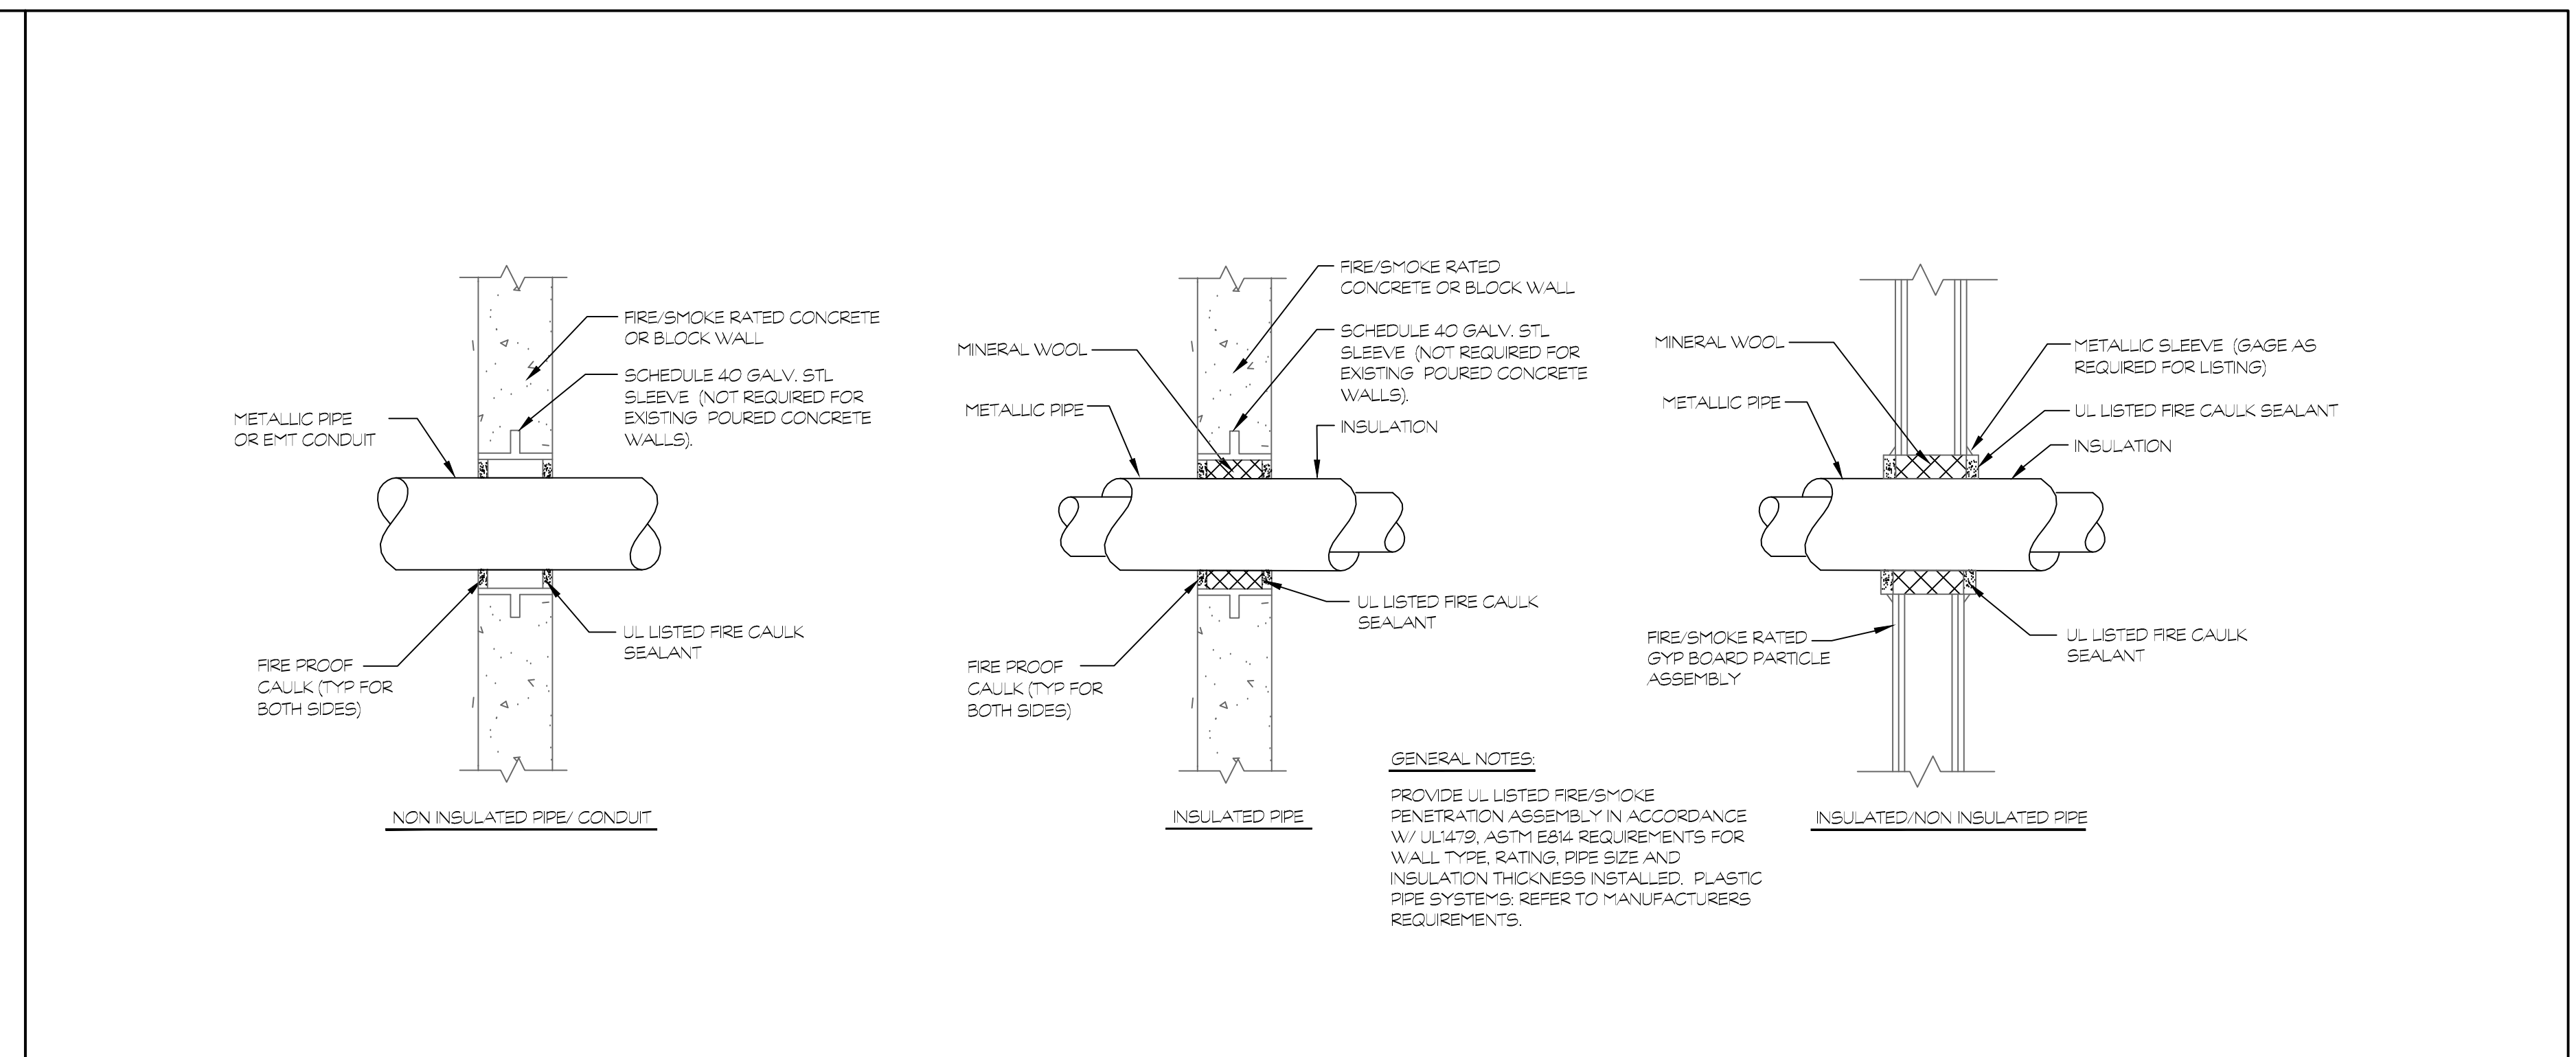 FIRE/SMOKE RATED CONCRETE
OR BLOCK WALL
SCHEDULE 40 GALV. STL
SLEEVE (NOT REQUIRED FOR
EXISTING POURED CONCRETE
WALLS).
METALLIC PIPE
OR EMT CONDUIT
UL LISTED FIRE CAULK
SEALANT
FIRE PROOF
CAULK (TYP FOR
BOTH SIDES)
NON INSULATED PIPE/ CONDUIT
FIRE/SMOKE RATED
CONCRETE OR BLOCK WALL
SCHEDULE 40 GALV. STL
SLEEVE (NOT REQUIRED FOR
EXISTING POURED CONCRETE
WALLS).
MINERAL WOOL
METALLIC PIPE
INSULATION
UL LISTED FIRE CAULK
SEALANT
FIRE PROOF
CAULK (TYP FOR
BOTH SIDES)
INSULATED PIPE
GENERAL NOTES:
PROVIDE UL LISTED FIRE/SMOKE
PENETRATION ASSEMBLY IN ACCORDANCE
W/ UL1479, ASTM E814 REQUIREMENTS FOR
WALL TYPE, RATING, PIPE SIZE AND
INSULATION THICKNESS INSTALLED. PLASTIC
PIPE SYSTEMS: REFER TO MANUFACTURERS
REQUIREMENTS.
MINERAL WOOL
METALLIC SLEEVE (GAGE AS
REQUIRED FOR LISTING)
METALLIC PIPE
UL LISTED FIRE CAULK SEALANT
INSULATION
FIRE/SMOKE RATED
GYP BOARD PARTICLE
ASSEMBLY
UL LISTED FIRE CAULK
SEALANT
INSULATED/NON INSULATED PIPE